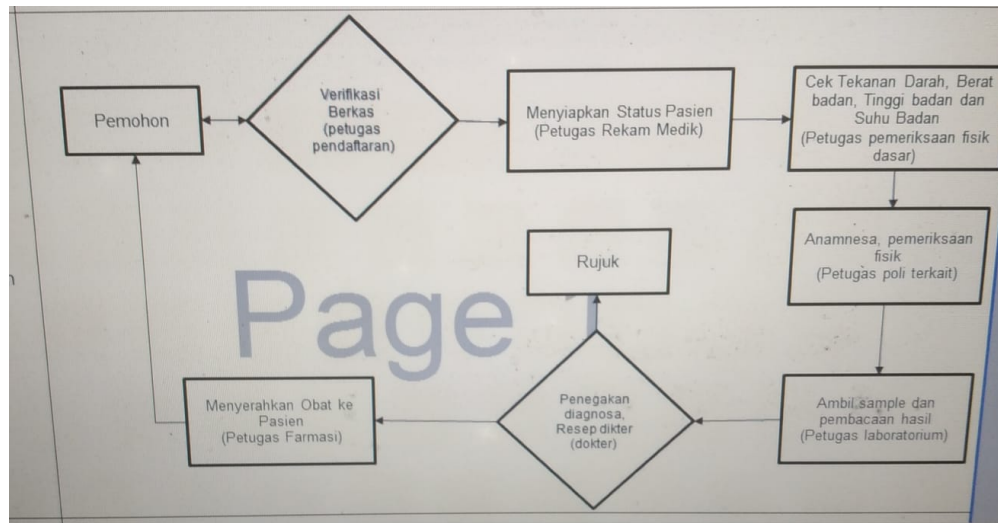 Pemohon
Verifikasi
Berkas
(petugas
pendaftaran)
Menyiapkan Status Pasien
(Petugas Rekam Medik)
Cek Tekanan Darah, Berat
badan, Tinggi badan dan
Suhu Badan
(Petugas pemeriksaan fisik
dasar)
Anamnesa, pemeriksaan
fisik
(Petugas poli terkait)
Rujuk
Page 1
Menyerahkan Obat ke
Pasien
(Petugas Farmasi)
Penegakan
diagnosa,
Resep dikter
(dokter)
Ambil sample dan
pembacaan hasil
(Petugas laboratorium)